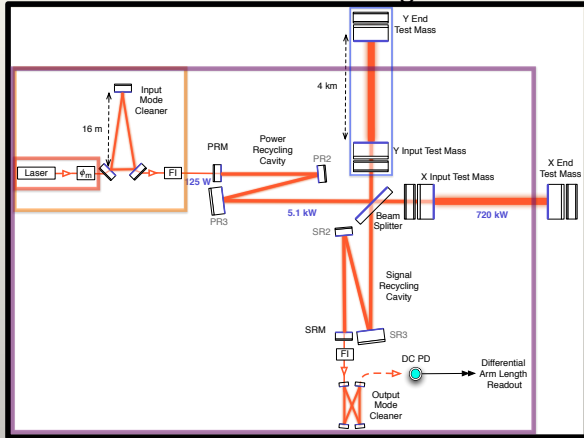 Y End
Test Mass
4 km
Input
Mode
Cleaner
16 m
PRM
Power
Recycling
Cavity
PR2
Y Input Test Mass
X Input Test Mass
X End
Test Mass
Laser
ϕm
FI
125 W
PR3
5.1 kW
Beam
Splitter
720 kW
SR2
Signal
Recycling
Cavity
SRM
SR3
FI
DC PD
Differential
Arm Length
Readout
Output
Mode
Cleaner